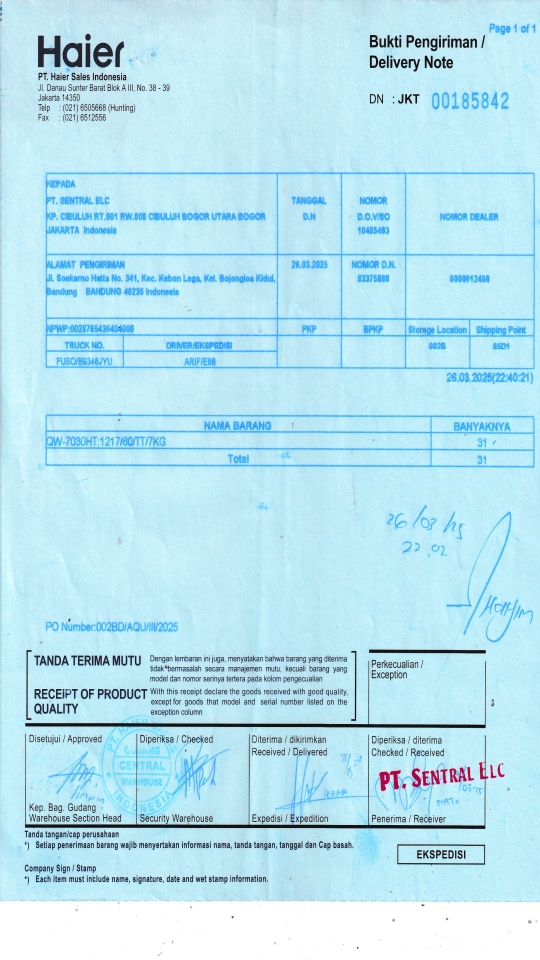 Page 1 of 1
Haier
PT. Haier Sales Indonesia
Jl. Danau Sunter Barat Blok A III, No. 38 - 39
Jakarta 14350
Telp : (021) 6505668 (Hunting)
Fax : (021) 6512556
Bukti Pengiriman /
Delivery Note
DN : JKT 00185842
KEPADA
PT. SENTRAL ELC
KP. CIBULUH RT.001 RW.008 CIBULUH BOGOR UTARA BOGOR
JAKARTA Indonesia
TANGGAL
D.N
NOMOR
D.O.V/SO
10485463
NOMOR DEALER
ALAMAT PENGIRIMAN
Jl. Soekarno Hatta No. 341, Kec. Kebon Lega, Kel. Bojongloa Kidul,
Bandung BANDUNG 40235 Indonesia
26.03.2025
NOMOR D.N.
83375880
6000012486
PKP
EPKP
Storege Location
Shipping Point
TRUCK NO.
DRIVER/EKSPEDISI
002B
65D1
FUSO/B9346JYU
ARIF/E66
26.03.2025(22:40:21)
NAMA BARANG
BANYAKNYA
QW-7030HT:1217/60/TT/7KG
31
Total
31
26/03/25
22.02
HAHJIM
PO Number:002BD/AQU/III/2025
TANDA TERIMA MUTU
Dengan lembaran ini juga, menyatakan bahwa barang yang diterima
tidak bermasalah secara manajemen mutu, kecuali barang yang
model dan nomor serinya tertera pada kolom pengecualian
RECEIPT OF PRODUCT
QUALITY
With this receipt declare the goods received with good quality,
except for goods that model and serial number listed on the
exception column
Perkecualian /
Exception
Disetujui / Approved
Diperiksa / Checked
Diterima / dikirimkan
Received / Delivered
Diperiksa / diterima
Checked / Received
PT. HAIER
GUDANG
CENTRAL
WAREHOUSE
INDONESIA
PT. SENTRAL ELC
Kep. Bag. Gudang
Warehouse Section Head
Security Warehouse
Expedisi / Expedition
Penerima / Receiver
Tanda tangan/cap perusahaan
*) Setiap penerimaan barang wajib menyertakan informasi nama, tanda tangan, tanggal dan Cap basah.
EKSPEDISI
Company Sign / Stamp
*) Each item must include name, signature, date and wet stamp information.